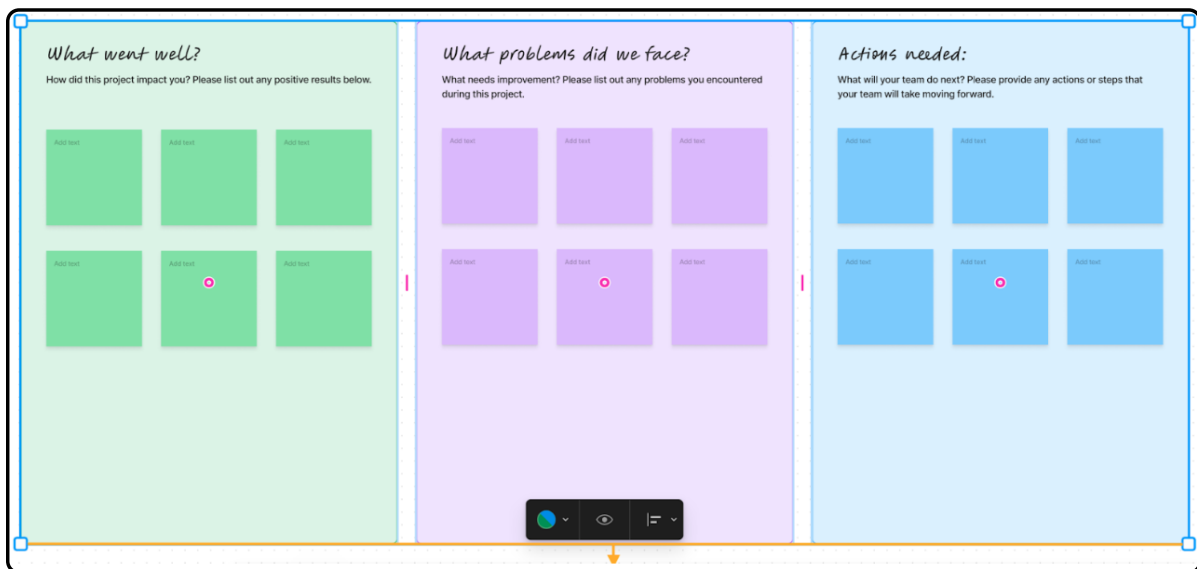 What went well?
How did this project impact you? Please list out any positive results below.
Add text
Add text
Add text
Add text
Add text
Add text
What problems did we face?
What needs improvement? Please list out any problems you encountered
during this project.
Add text
Add text
Add text
Add text
Add text
Add text
Actions needed:
What will your team do next? Please provide any actions or steps that
your team will take moving forward.
Add text
Add text
Add text
Add text
Add text
Add text